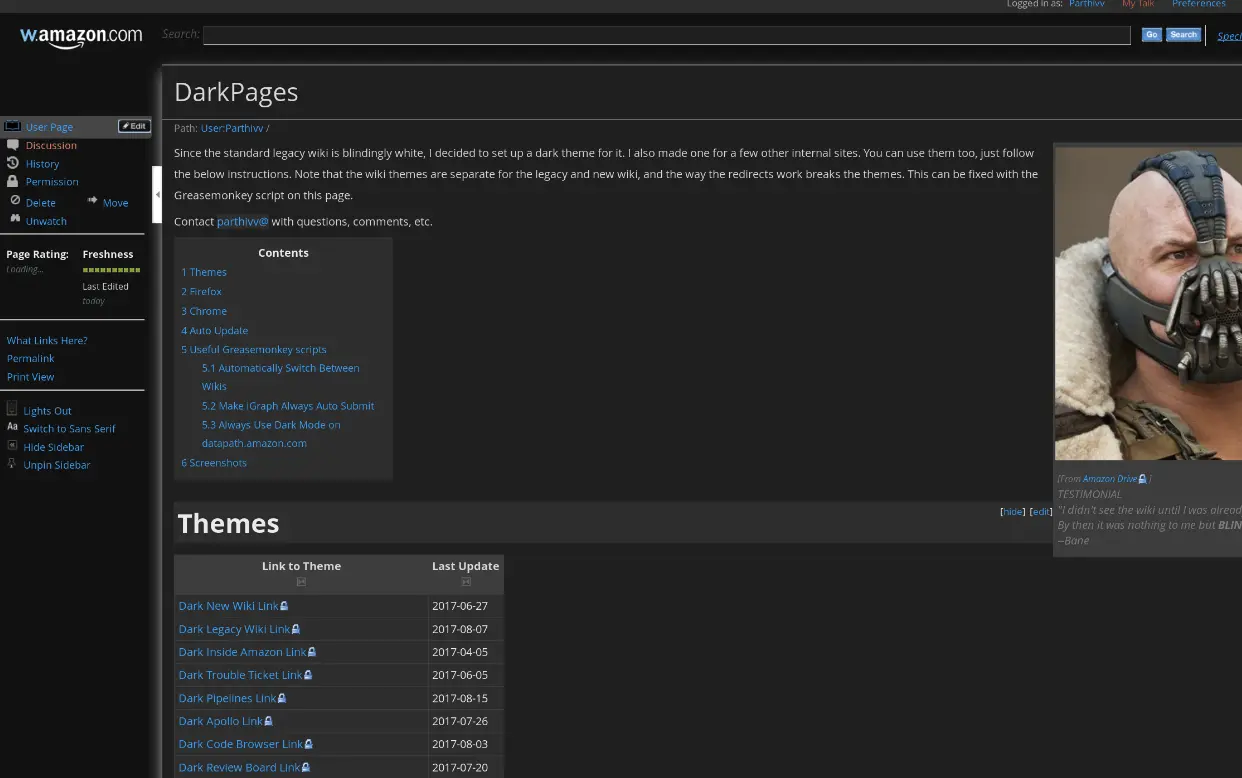 Logged in as: Parthivv My Talk Preferences
w.amazon.com
Search:
Go Search
Speci
DarkPages
User Page
Edit
Discussion
History
Permission
Delete Move
Unwatch
Page Rating: Freshness
Loading...
Last Edited
today
What Links Here?
Permalink
Print View
Lights Out
Aa Switch to Sans Serif
Hide Sidebar
Unpin Sidebar
Path: User:Parthivv /
Since the standard legacy wiki is blindingly white, I decided to set up a dark theme for it. I also made one for a few other internal sites. You can use them too, just follow
the below instructions. Note that the wiki themes are separate for the legacy and new wiki, and the way the redirects work breaks the themes. This can be fixed with the
Greasemonkey script on this page.
Contact parthivv@ with questions, comments, etc.
Contents
1 Themes
2 Firefox
3 Chrome
4 Auto Update
5 Useful Greasemonkey scripts
5.1 Automatically Switch Between
Wikis
5.2 Make iGraph Always Auto Submit
5.3 Always Use Dark Mode on
datapath.amazon.com
6 Screenshots
[From Amazon Drive ]
TESTIMONIAL
"I didn't see the wiki until I was alread
By then it was nothing to me but BLIN
--Bane
Themes
[hide] [edit]
Link to Theme Last Update
Dark New Wiki Link 2017-06-27
Dark Legacy Wiki Link 2017-08-07
Dark Inside Amazon Link 2017-04-05
Dark Trouble Ticket Link 2017-06-05
Dark Pipelines Link 2017-08-15
Dark Apollo Link 2017-07-26
Dark Code Browser Link 2017-08-03
Dark Review Board Link 2017-07-20